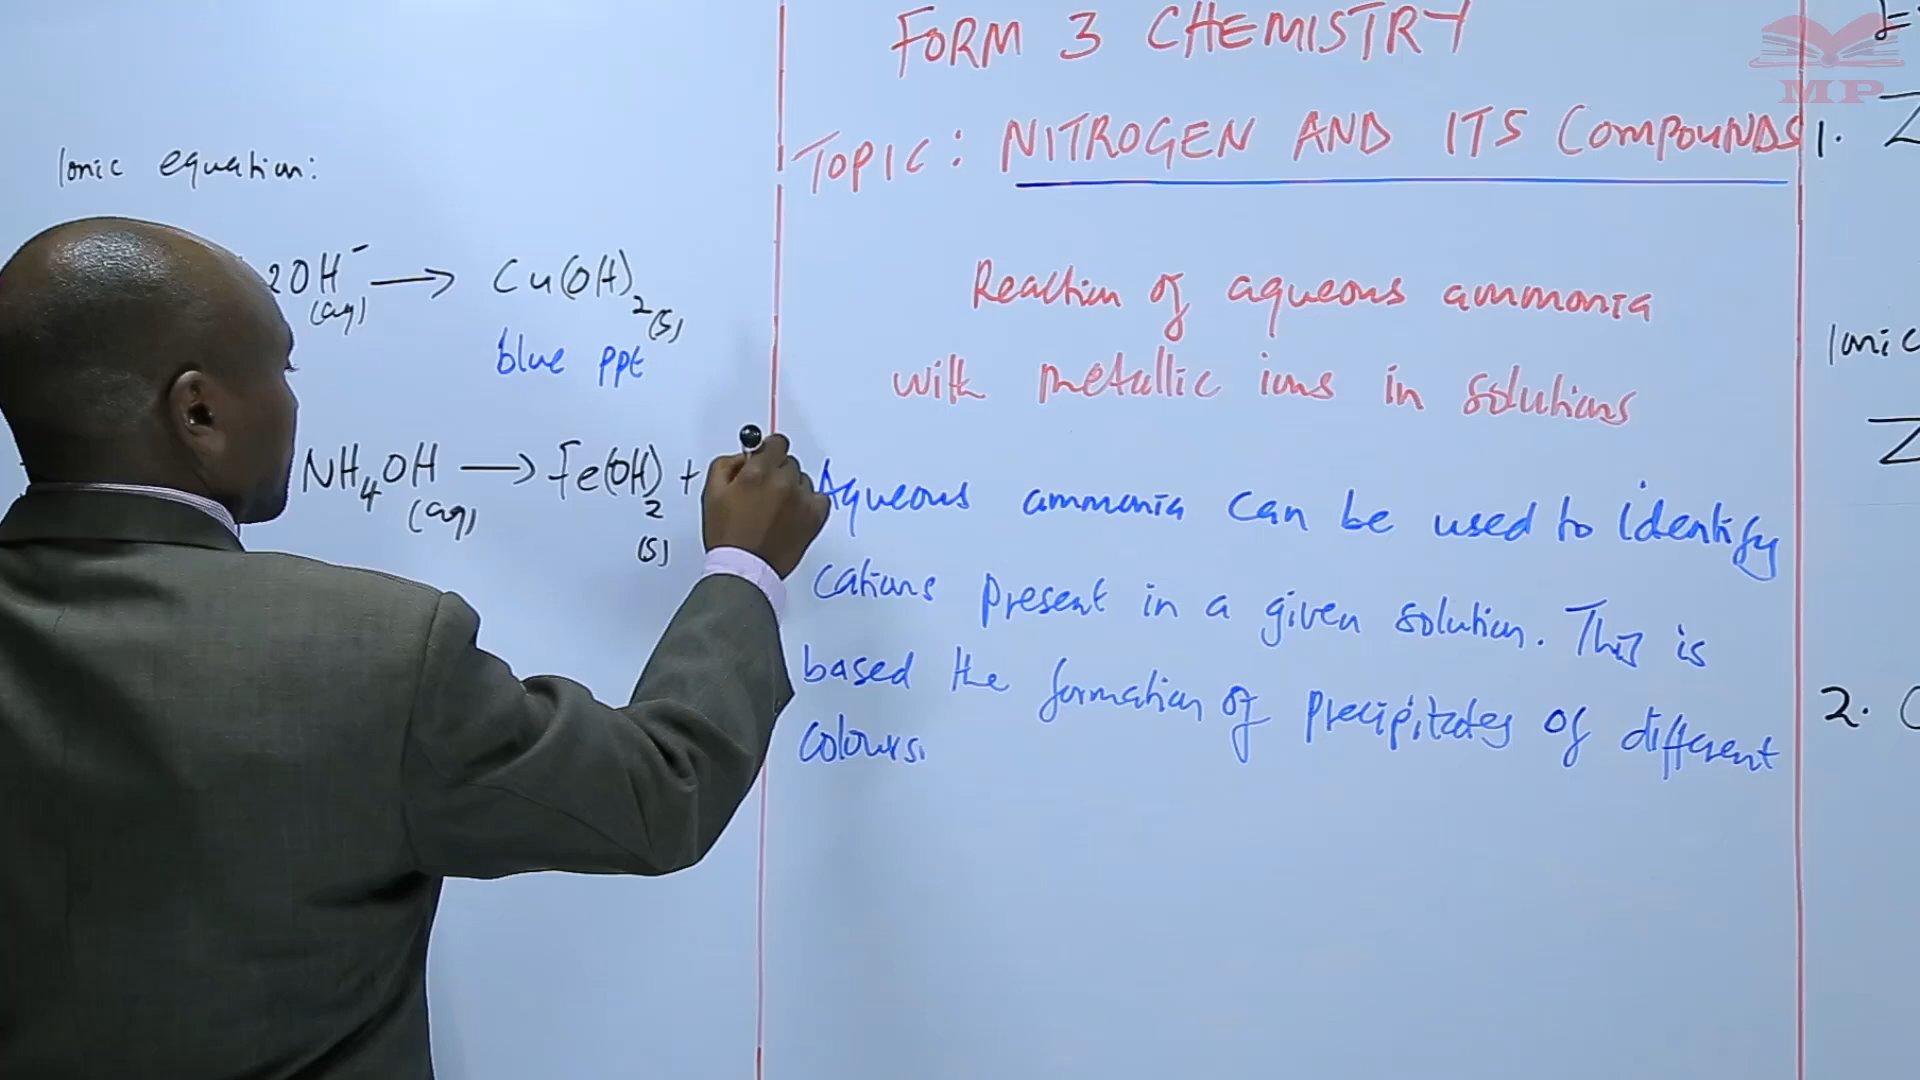 Ionic equation:
2OH⁻(aq) → Cu(OH)₂(s)
blue ppt
NH₄OH(aq) → Fe(OH)₂(s) +
FORM 3 CHEMISTRY
TOPIC: NITROGEN AND ITS COMPOUNDS
Reaction of aqueous ammonia
with metallic ions in solutions
Aqueous ammonia can be used to identify
cations present in a given solution. This is
based the formation of precipitates of different
colours.
MP
1.
Ionic
2.